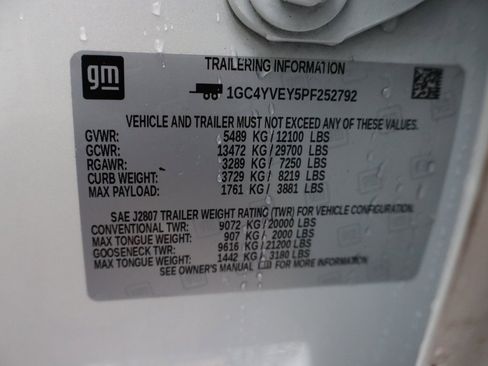 gm
TRAILERING INFORMATION
1GC4YVEY5PF252792
VEHICLE AND TRAILER MUST NOT EXCEED ANY OF THESE VALUES.
GVWR: 5489 KG / 12100 LBS
GCWR: 13472 KG / 29700 LBS
RGAWR: 3289 KG / 7250 LBS
CURB WEIGHT: 3729 KG / 8219 LBS
MAX PAYLOAD: 1761 KG / 3881 LBS
SAE J2807 TRAILER WEIGHT RATING (TWR) FOR VEHICLE CONFIGURATION.
CONVENTIONAL TWR: 9072 KG / 20000 LBS
MAX TONGUE WEIGHT: 907 KG / 2000 LBS
GOOSENECK TWR: 9616 KG / 21200 LBS
MAX TONGUE WEIGHT: 1442 KG / 3180 LBS
SEE OWNER'S MANUAL FOR MORE INFORMATION